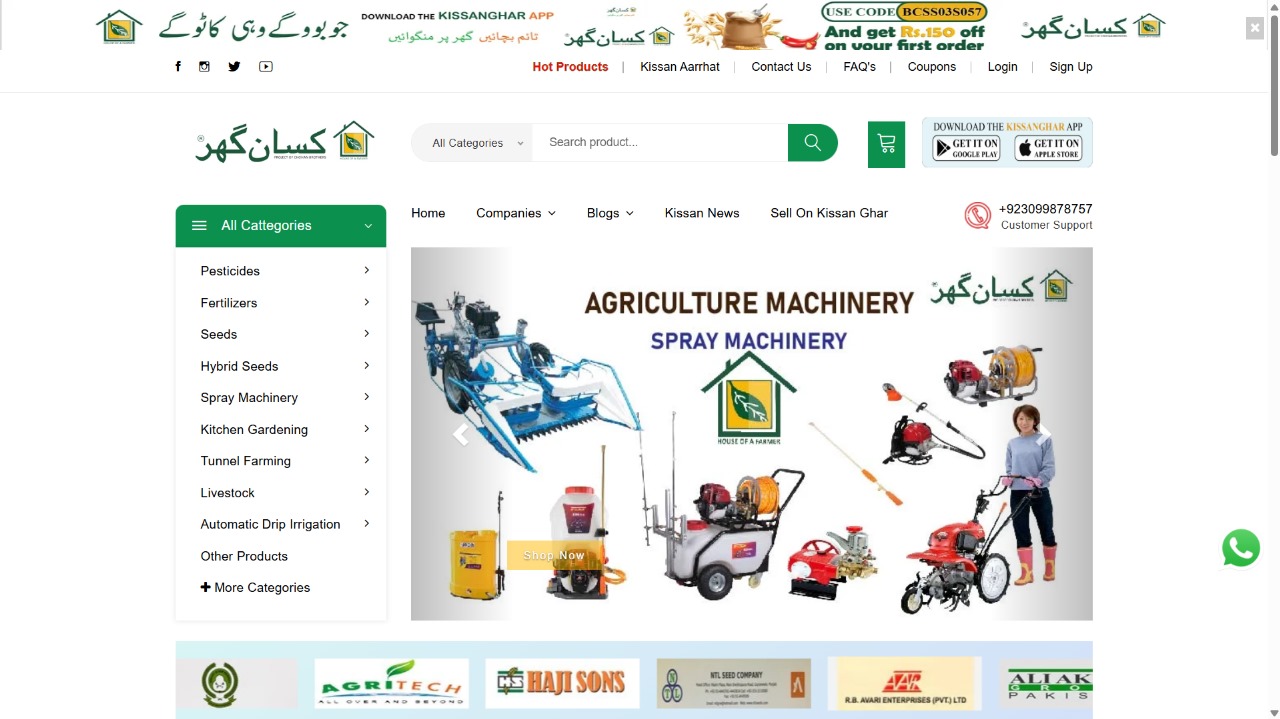 جو بوو گے وہی کاٹو گے
DOWNLOAD THE KISSANGHAR APP
ٹائم بچائیں گھر پر منگوائیں
کسان گھر
USE CODE BCSS03S057
And get Rs.150 off
on your first order
کسان گھر
Hot Products
Kissan Aarrhat
Contact Us
FAQ's
Coupons
Login
Sign Up
کسان گھر
All Categories
Search product...
DOWNLOAD THE KISSANGHAR APP
GET IT ON
GOOGLE PLAY
GET IT ON
APPLE STORE
All Cattegories
Home
Companies
Blogs
Kissan News
Sell On Kissan Ghar
+923099878757
Customer Support
Pesticides
Fertilizers
Seeds
Hybrid Seeds
Spray Machinery
Kitchen Gardening
Tunnel Farming
Livestock
Automatic Drip Irrigation
Other Products
More Categories
AGRICULTURE MACHINERY
SPRAY MACHINERY
کسان گھر
HOUSE OF A FARMER
Shop Now
AGRITECH
ALL OVER AND BEYOND
HAJI SONS
NTL SEED COMPANY
R.B. AVARI ENTERPRISES (PVT.) LTD
ALI AK
GRO
PAKIS